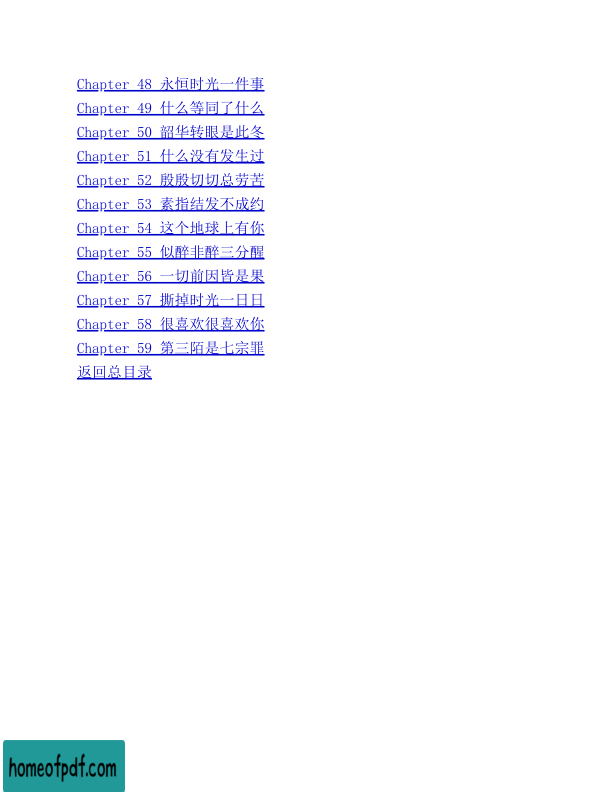 Chapter 48 永恒时光一件事
Chapter 49 什么等同了什么
Chapter 50 韶华转眼是此冬
Chapter 51 什么没有发生过
Chapter 52 殷殷切切总劳苦
Chapter 53 素指结发不成约
Chapter 54 这个地球上有你
Chapter 55 似醉非醉三分醒
Chapter 56 一切前因皆是果
Chapter 57 撕掉时光一日日
Chapter 58 很喜欢很喜欢你
Chapter 59 第三陌是七宗罪
返回总目录
homeofpdf.com